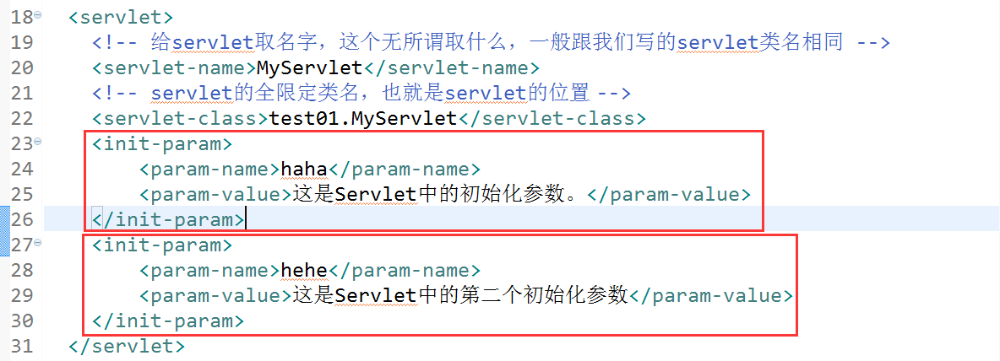 18 <servlet>
19 <!-- 给servlet取名字，这个无所谓取什么，一般跟我们写的servlet类名相同 -->
20 <servlet-name>MyServlet</servlet-name>
21 <!-- servlet的全限定类名，也就是servlet的位置 -->
22 <servlet-class>test01.MyServlet</servlet-class>
23 <init-param>
24 <param-name>haha</param-name>
25 <param-value>这是Servlet中的初始化参数。</param-value>
26 </init-param>
27 <init-param>
28 <param-name>hehe</param-name>
29 <param-value>这是Servlet中的第二个初始化参数</param-value>
30 </init-param>
31 </servlet>